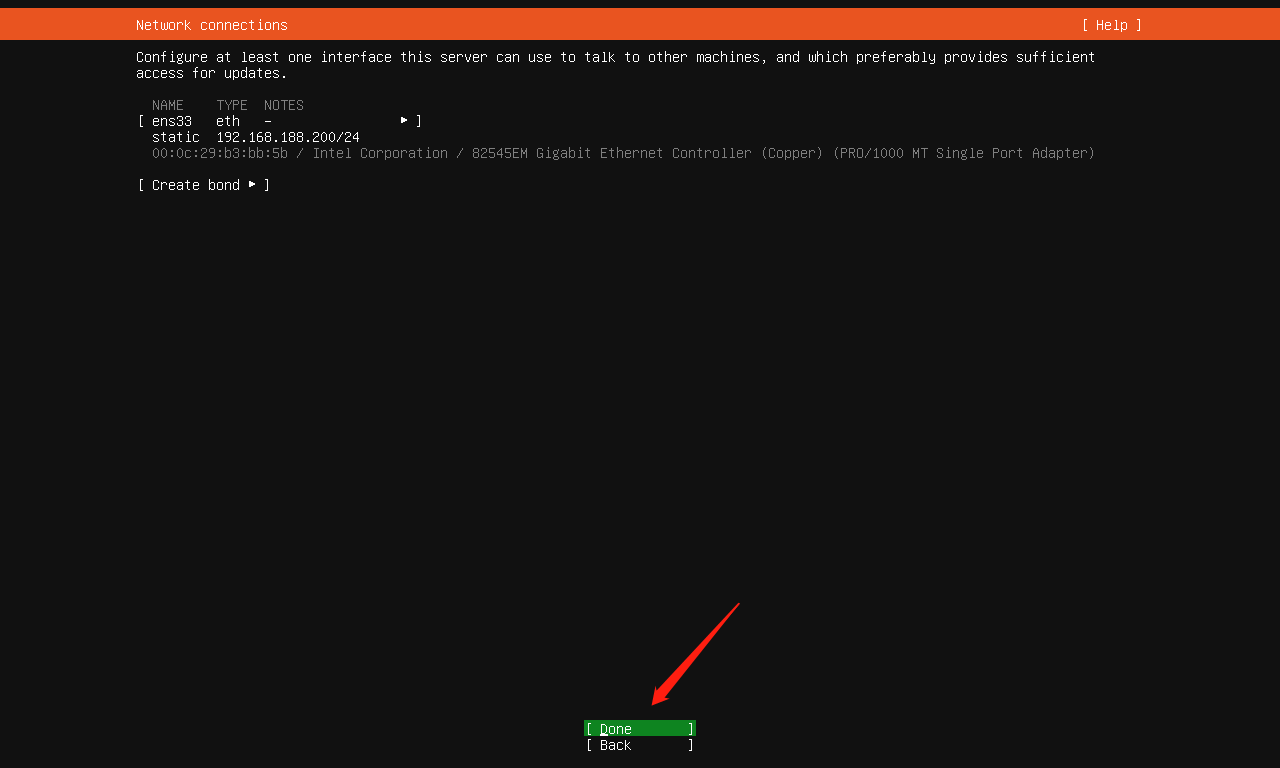 Network connections [ Help ]
Configure at least one interface this server can use to talk to other machines, and which preferably provides sufficient
access for updates.
NAME TYPE NOTES
[ ens33 eth – ▸ ]
static 192.168.188.200/24
00:0c:29:b3:bb:5b / Intel Corporation / 82545EM Gigabit Ethernet Controller (Copper) (PRO/1000 MT Single Port Adapter)
[ Create bond ▸ ]
[ Done ]
[ Back ]